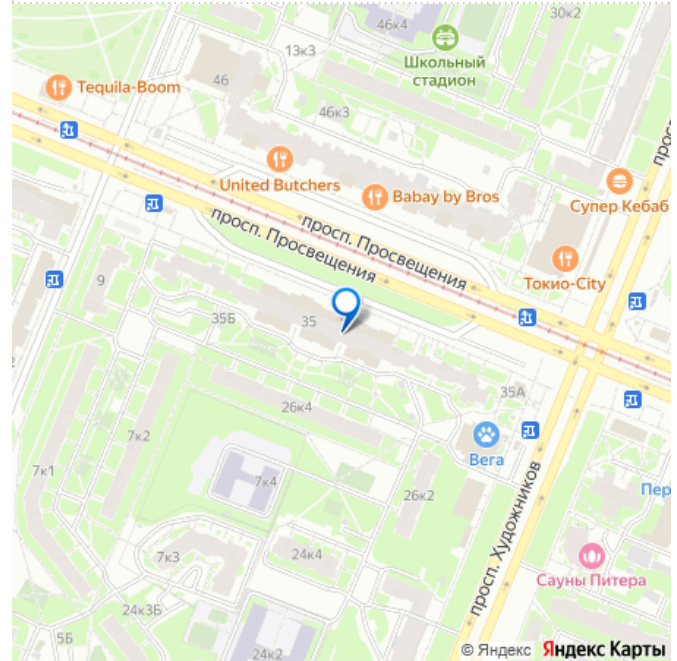 46к4
30к2
13к3
Школьный
стадион
46
Tequila-Boom
46к3
United Butchers
Babay by Bros
Супер Кебаб
просп. Просвещения
просп. Просвещения
Токио-City
9
35Б
35
35А
26к4
Вега
7к2
7к1
7к4
26к2
Пер
просп. Художников
7к3
24к4
Сауны Питера
24к3Б
5Б
24к2
© Яндекс Яндекс Карты